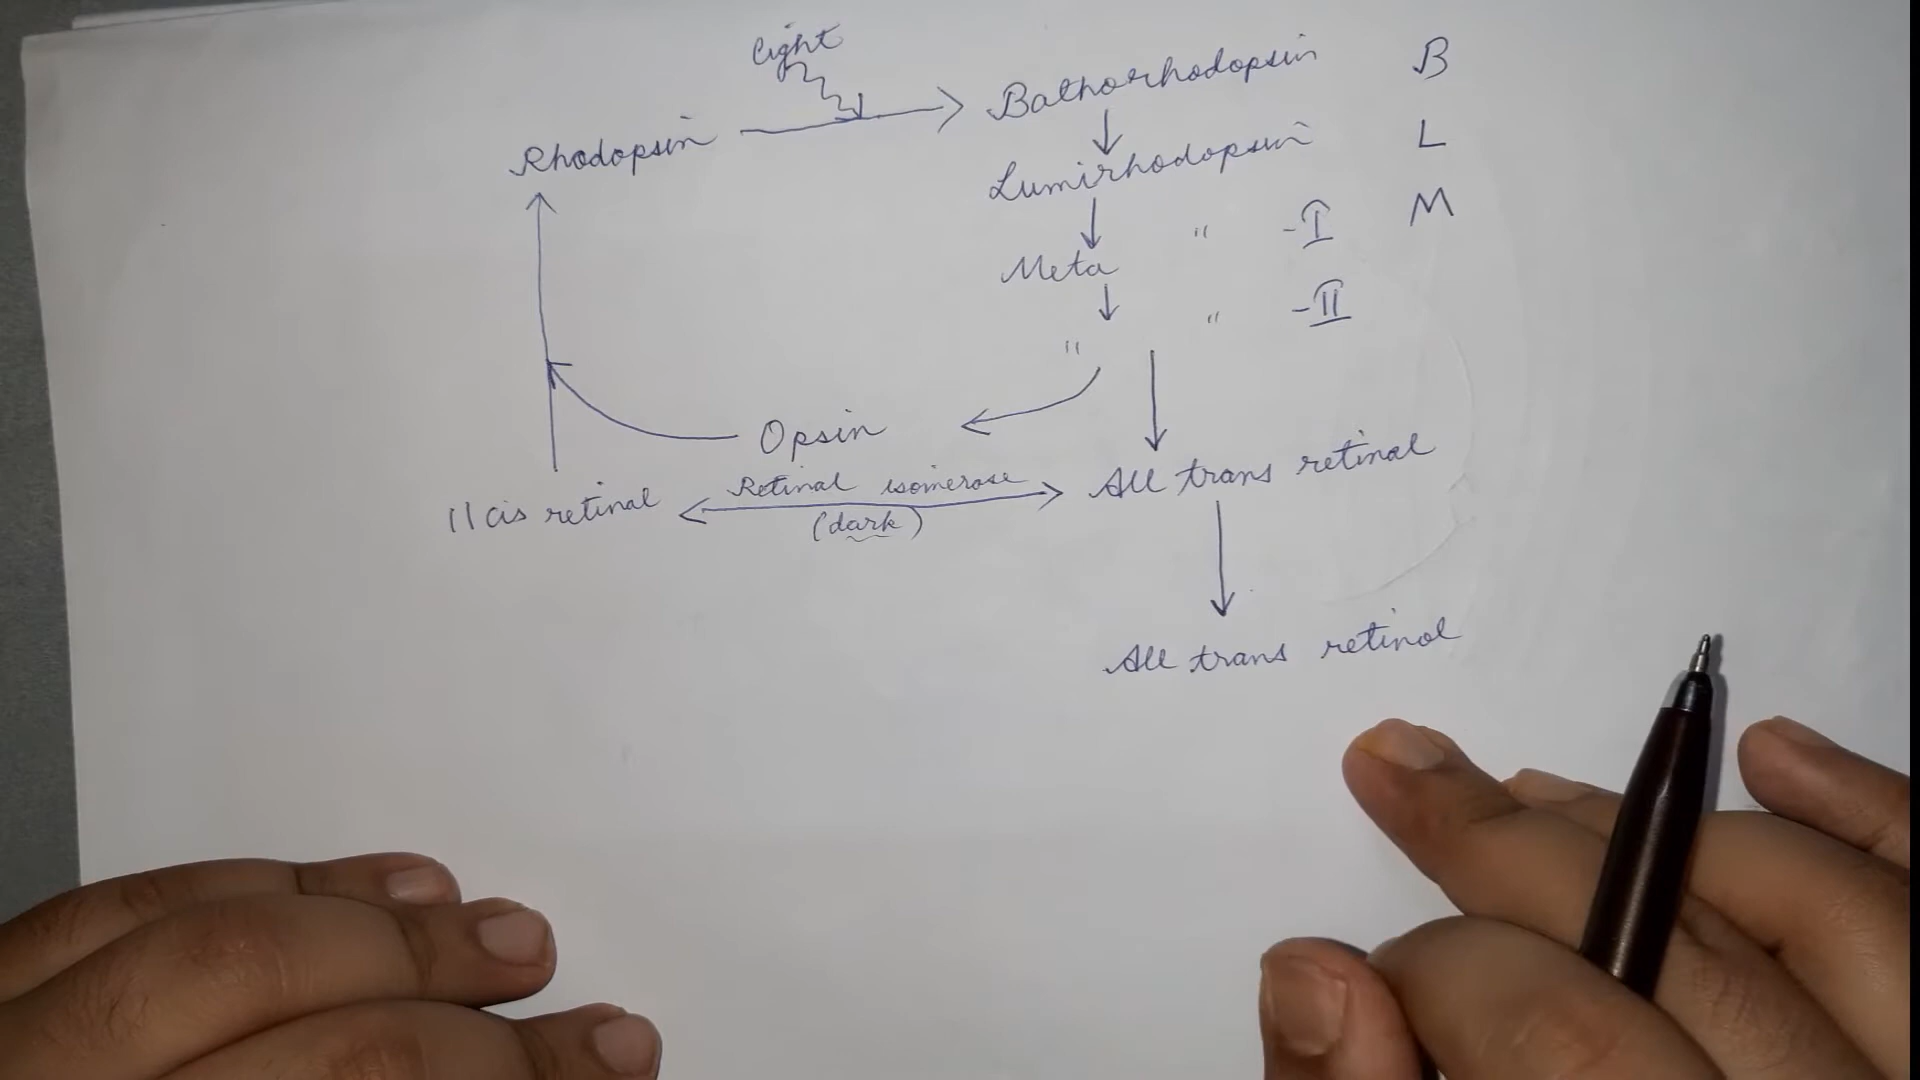 light
Rhodopsin
Bathorhodopsin B
Lumirhodopsin L
Meta " - I M
" " - II
Opsin
11 cis retinal
Retinal isomerase
(dark)
All trans retinal
All trans retinol